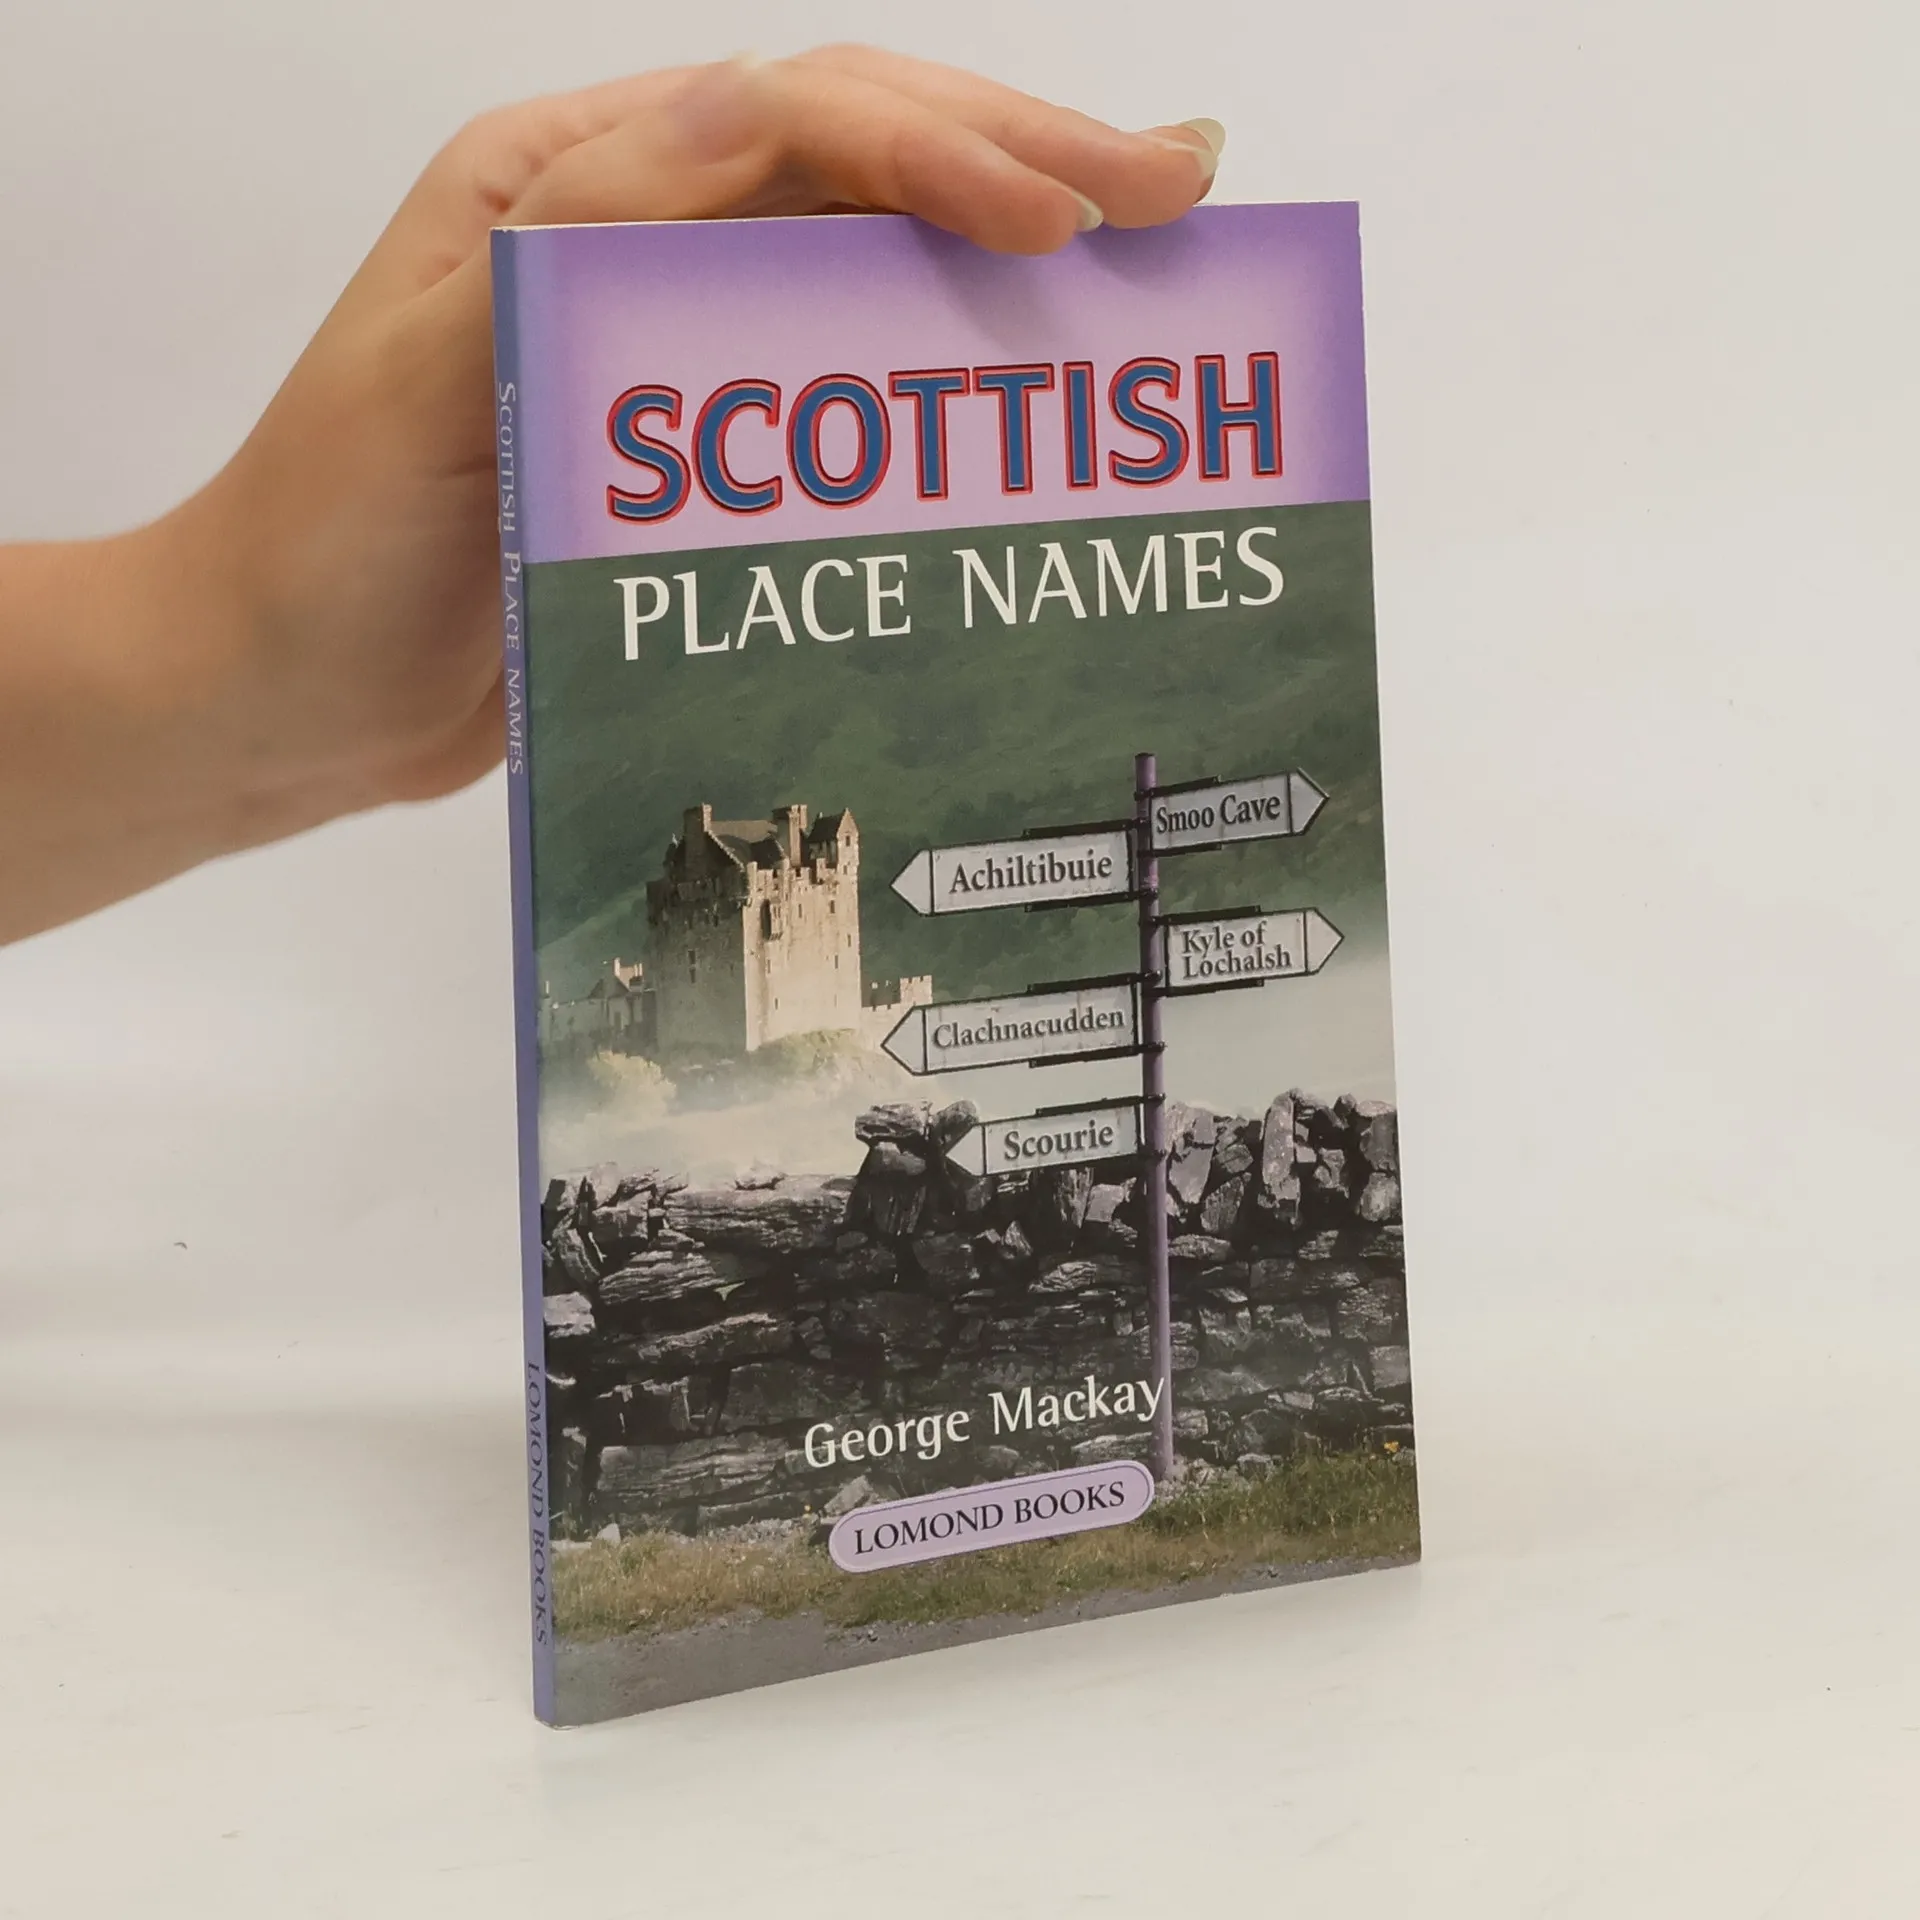 SCOTTISH
PLACE NAMES
Smoo Cave
Achiltibuie
Kyle of
Lochalsh
Clachnacudden
Scourie
George Mackay
LOMOND BOOKS
SCOTTISH PLACE NAMES
LOMOND BOOKS